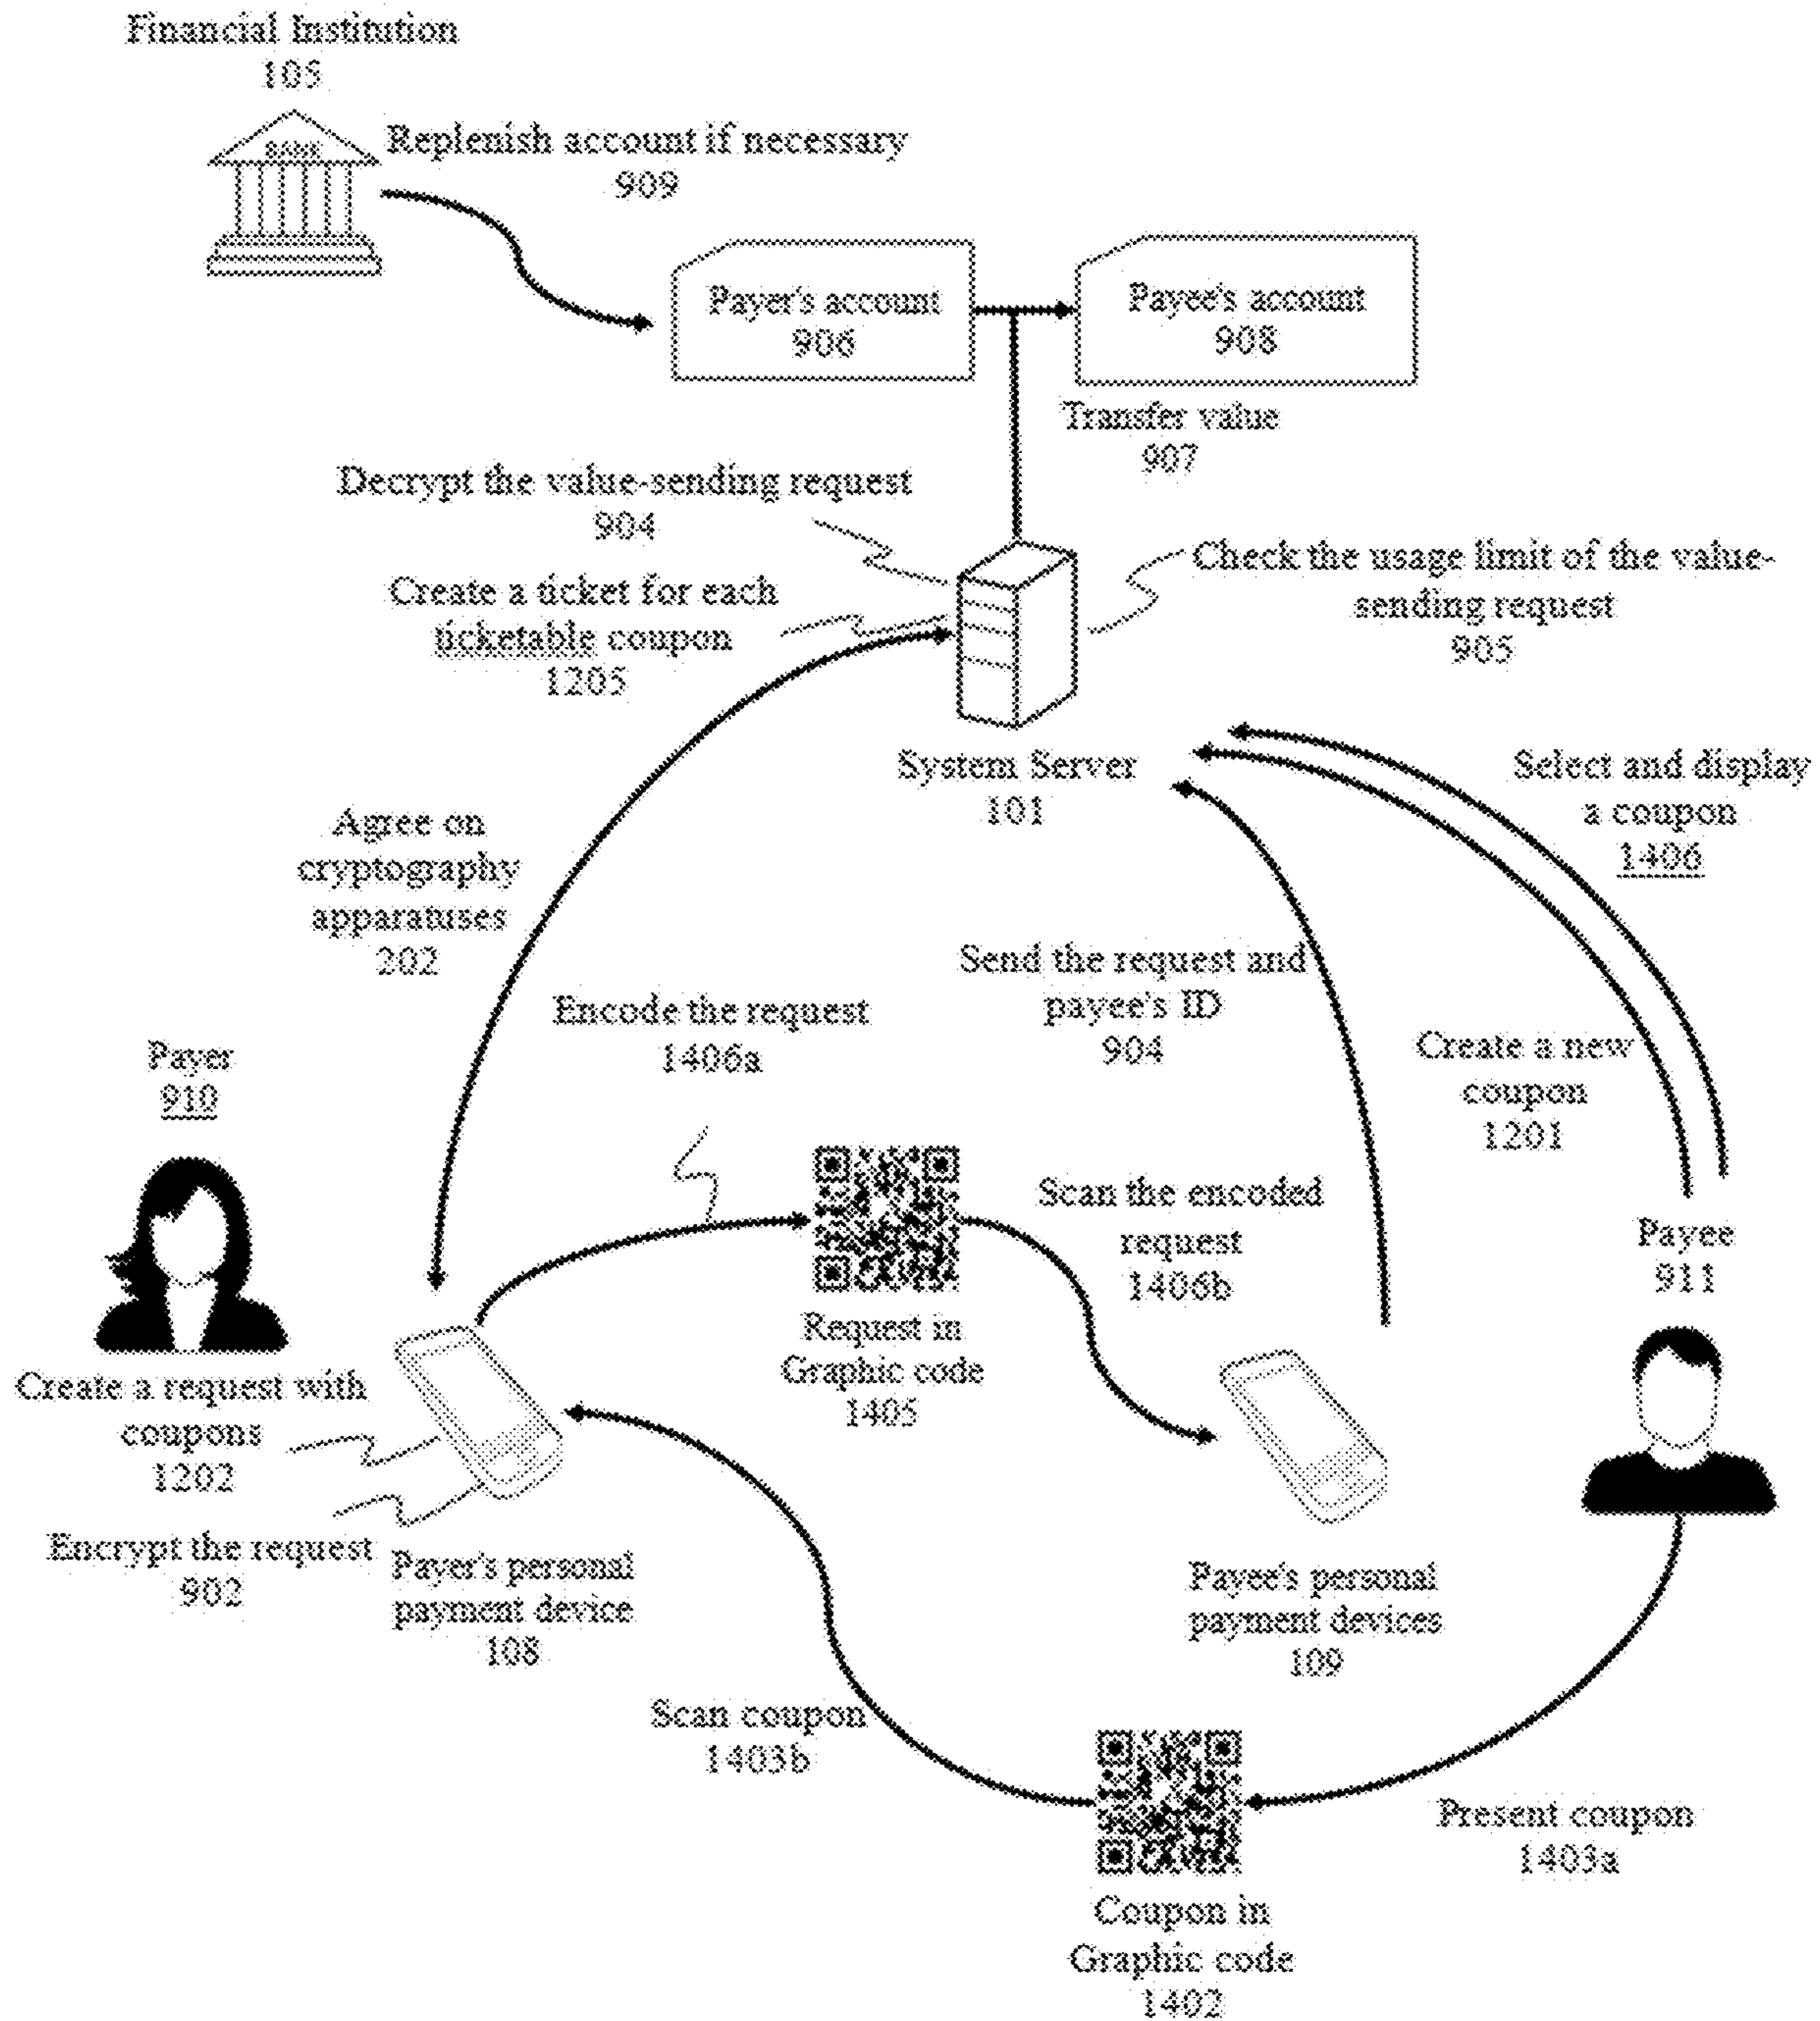 Financial Institution
105
BANK
Replenish account if necessary
909
Payer's account
906
Payee's account
908
Transfer value
907
Decrypt the value-sending request
904
Create a ticket for each
ticketable coupon
1205
Check the usage limit of the value-
sending request
905
System Server
101
Select and display
a coupon
1406
Agree on
cryptography
apparatuses
202
Send the request and
payee's ID
904
Encode the request
1406a
Create a new
coupon
1201
Payer
910
Scan the encoded
request
1406b
Payee
911
Request in
Graphic code
1405
Create a request with
coupons
1202
Encrypt the request
902
Payer's personal
payment device
108
Payee's personal
payment devices
109
Scan coupon
1403b
Present coupon
1403a
Coupon in
Graphic code
1402